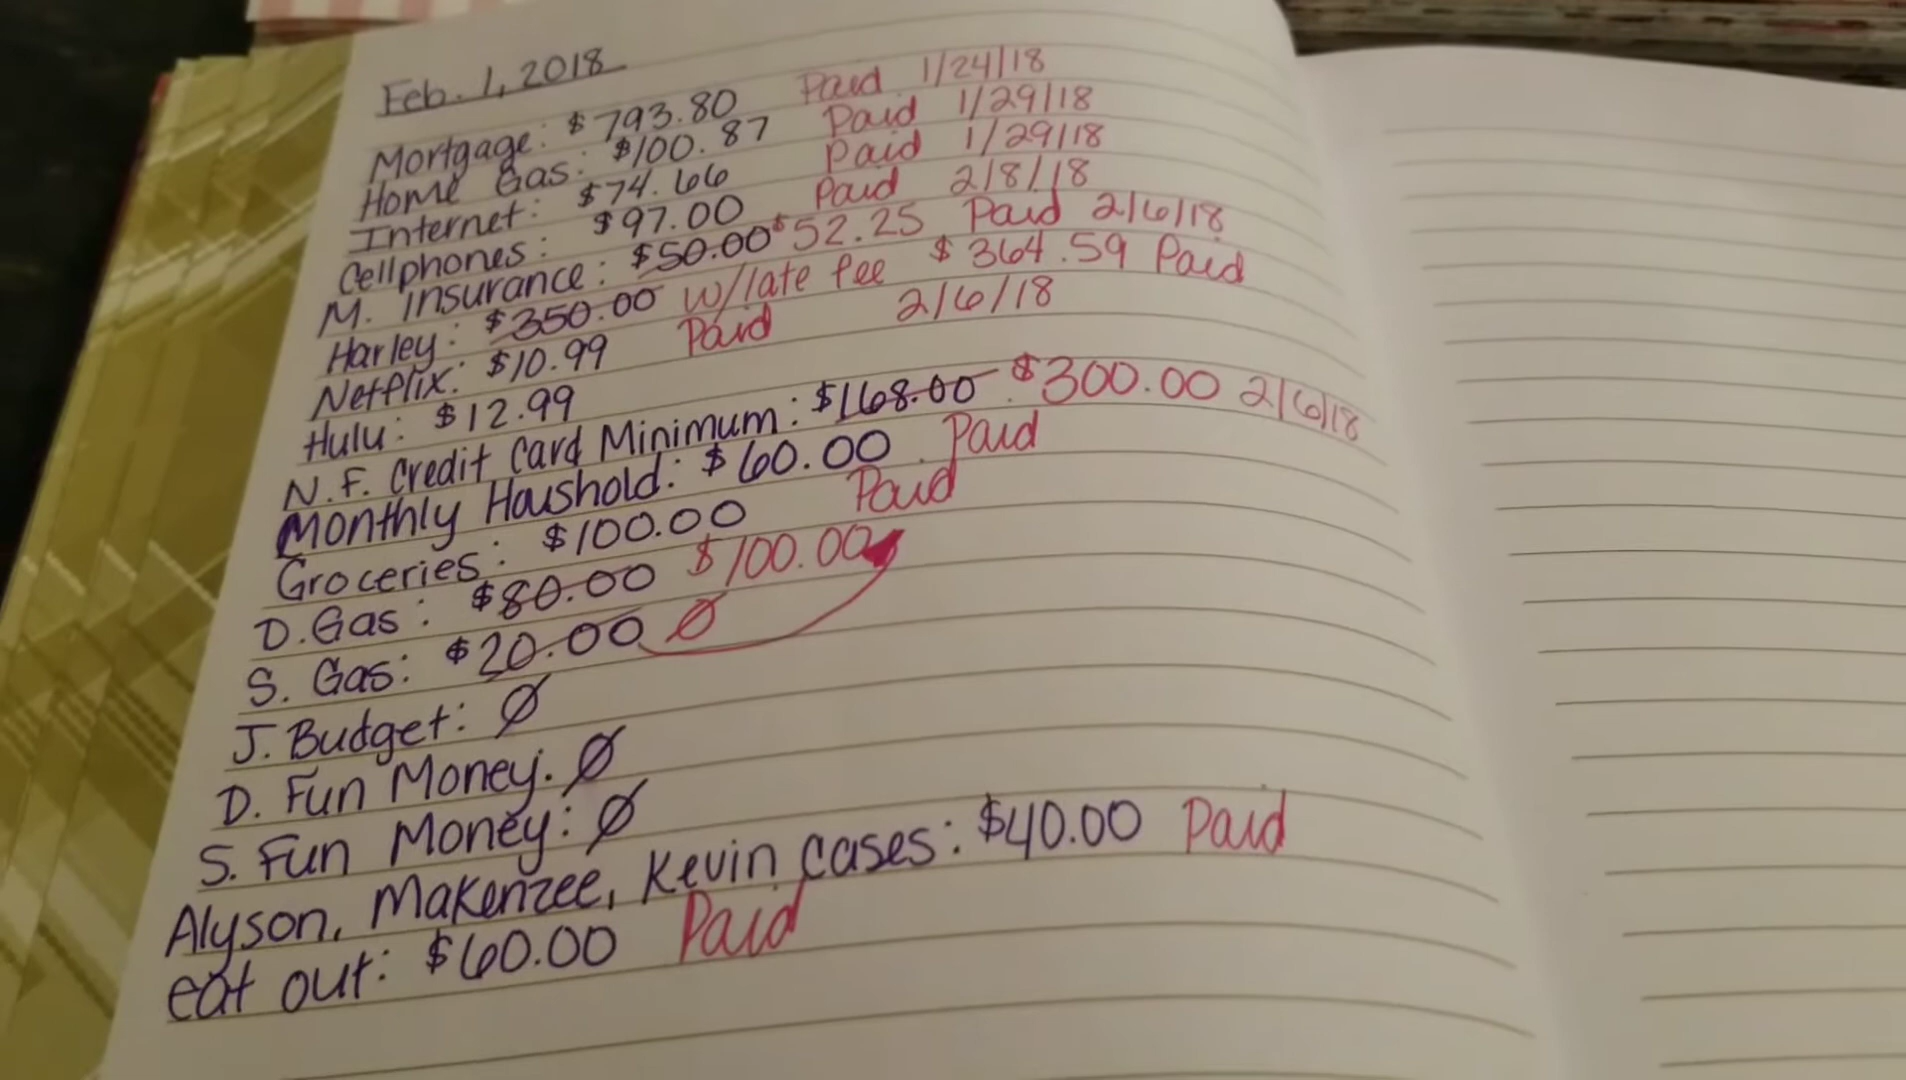 Feb. 1, 2018
Mortgage: $793.80 Paid 1/24/18
Home Gas: $100.87 Paid 1/29/18
Internet: $74.66 Paid 1/29/18
Cellphones: $97.00 Paid 2/8/18
M. Insurance: $50.00 $52.25 Paid 2/6/18
Harley: $350.00 w/late fee $364.59 Paid
Netflix: $10.99 Paid 2/6/18
Hulu: $12.99
N.F. Credit Card Minimum: $168.00 $300.00 2/6/18
Monthly Houshold: $60.00 Paid
Groceries: $100.00 Paid
D. Gas: $80.00 $100.00
S. Gas: $20.00 Ø
J. Budget: Ø
D. Fun Money. Ø
S. Fun Money: Ø
Alyson, Makenzee, Kevin cases: $40.00 Paid
eat out: $60.00 Paid